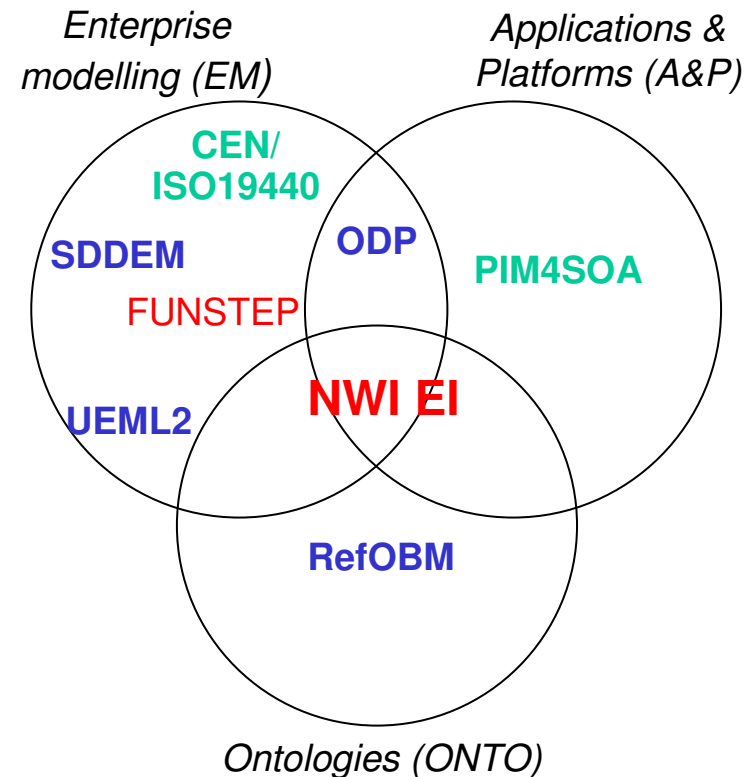 Enterprise
modelling (EM)
Applications &
Platforms (A&P)
CEN/
ISO19440
SDDEM
ODP
PIM4SOA
FUNSTEP
NWI EI
UEML2
RefOBM
Ontologies (ONTO)